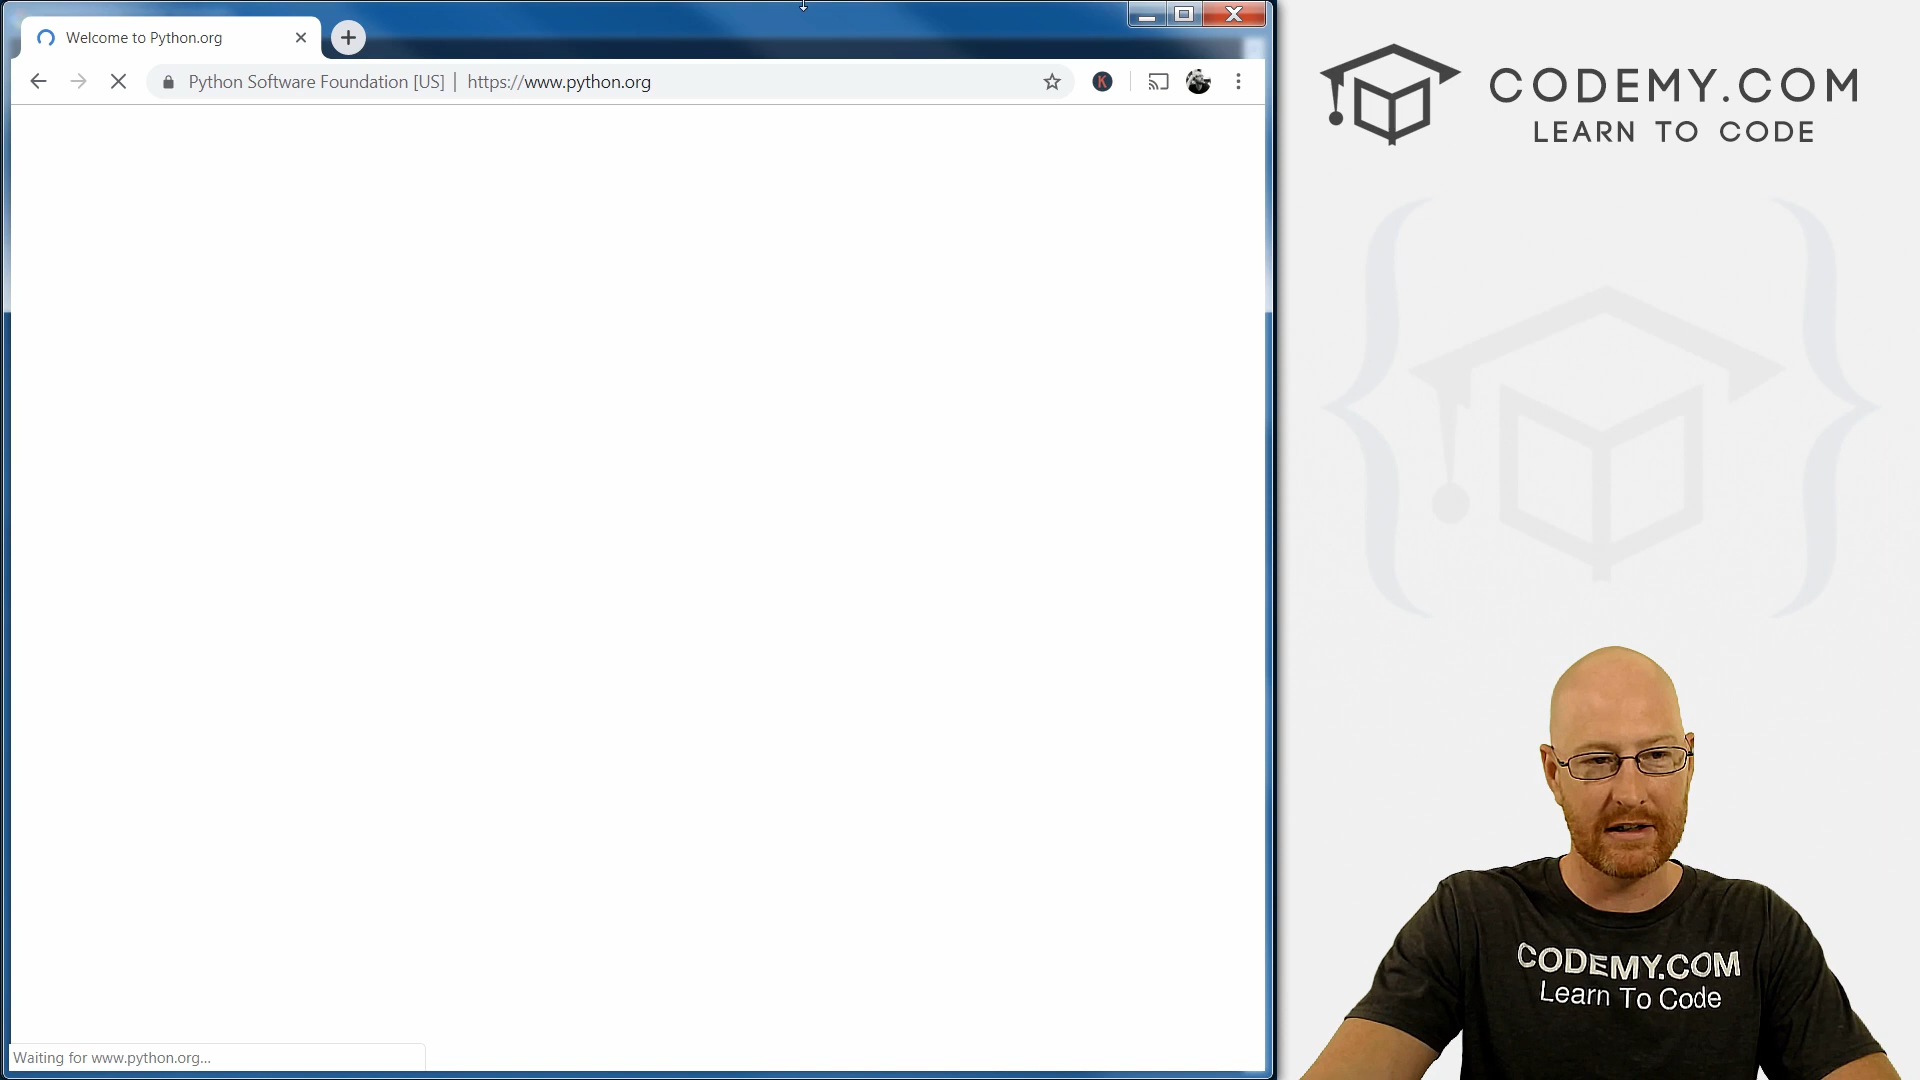 Welcome to Python.org
Python Software Foundation [US] | https://www.python.org
K
Waiting for www.python.org...
CODEMY.COM
LEARN TO CODE
CODEMY.COM
Learn To Code